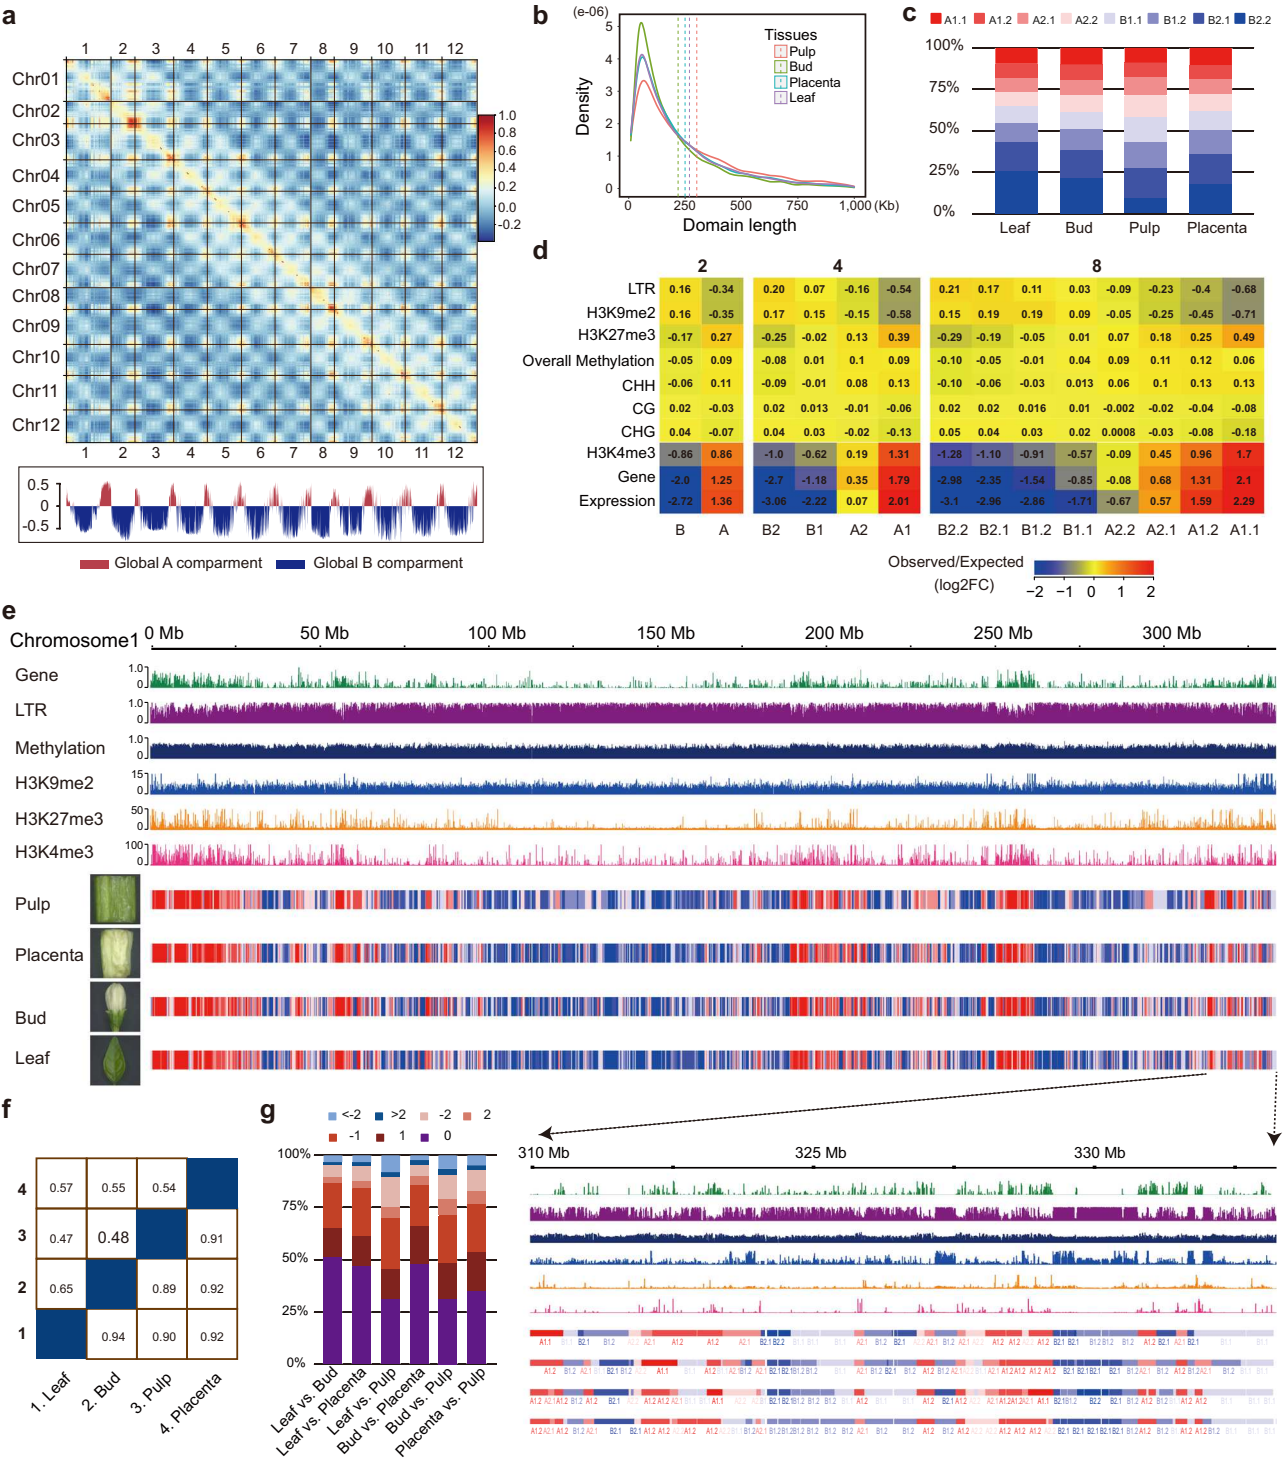 a
1 2 3 4 5 6 7 8 9 10 11 12
Chr01
Chr02
Chr03
Chr04
Chr05
Chr06
Chr07
Chr08
Chr09
Chr10
Chr11
Chr12
1 2 3 4 5 6 7 8 9 10 11 12
1.0
0.8
0.6
0.4
0.2
0.0
-0.2
0.5
0
-0.5
Global A comparment Global B comparment
b
(e-06)
5
4
3
2
1
0
Density
Tissues
Pulp
Bud
Placenta
Leaf
0 250 500 750 1,000 (Kb)
Domain length
c
A1.1 A1.2 A2.1 A2.2 B1.1 B1.2 B2.1 B2.2
100%
75%
50%
25%
0%
Leaf Bud Pulp Placenta
d
2 4 8
LTR 0.16 -0.34 0.20 0.07 -0.16 -0.54 0.21 0.17 0.11 0.03 -0.09 -0.23 -0.4 -0.68
H3K9me2 0.16 -0.35 0.17 0.15 -0.15 -0.58 0.15 0.19 0.19 0.09 -0.05 -0.25 -0.45 -0.71
H3K27me3 -0.17 0.27 -0.25 -0.02 0.13 0.39 -0.29 -0.19 -0.05 0.01 0.07 0.18 0.25 0.49
Overall Methylation -0.05 0.09 -0.08 0.01 0.1 0.09 -0.10 -0.05 -0.01 0.04 0.09 0.11 0.12 0.06
CHH -0.06 0.11 -0.09 -0.01 0.08 0.13 -0.10 -0.06 -0.03 0.013 0.06 0.1 0.13 0.13
CG 0.02 -0.03 0.02 0.013 -0.01 -0.06 0.02 0.02 0.016 0.01 -0.002 -0.02 -0.04 -0.08
CHG 0.04 -0.07 0.04 0.03 -0.02 -0.13 0.05 0.04 0.03 0.02 0.0008 -0.03 -0.08 -0.18
H3K4me3 -0.86 0.86 -1.0 -0.62 0.19 1.31 -1.28 -1.10 -0.91 -0.57 -0.09 0.45 0.96 1.7
Gene -2.0 1.25 -2.7 -1.18 0.35 1.79 -2.98 -2.35 -1.54 -0.85 -0.08 0.68 1.31 2.1
Expression -2.72 1.36 -3.06 -2.22 0.07 2.01 -3.1 -2.96 -2.86 -1.71 -0.67 0.57 1.59 2.29
B A B2 B1 A2 A1 B2.2 B2.1 B1.2 B1.1 A2.2 A2.1 A1.2 A1.1
Observed/Expected
(log2FC)
−2 −1 0 1 2
e
Chromosome1 0 Mb 50 Mb 100 Mb 150 Mb 200 Mb 250 Mb 300 Mb
Gene 1.0 0
LTR 1.0 0
Methylation 1.0 0
H3K9me2 15 0
H3K27me3 50 0
H3K4me3 100 0
Pulp
Placenta
Bud
Leaf
310 Mb 325 Mb 330 Mb
f
4 0.57 0.55 0.54
3 0.47 0.48 0.91
2 0.65 0.89 0.92
1 0.94 0.90 0.92
1. Leaf
2. Bud
3. Pulp
4. Placenta
g
<-2 >2 -2 2
-1 1 0
100%
75%
50%
25%
0%
Leaf vs. Bud
Leaf vs. Placenta
Leaf vs. Pulp
Bud vs. Placenta
Bud vs. Pulp
Placenta vs. Pulp